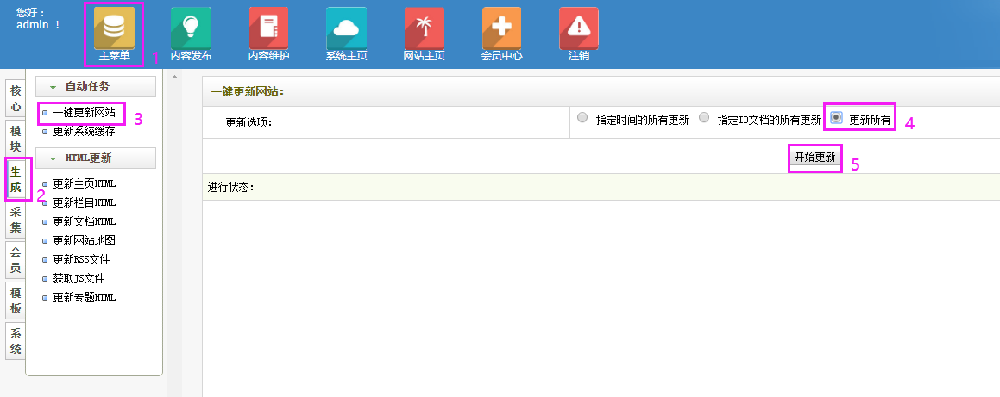 您好：
admin ！
主菜单
1
内容发布
内容维护
系统主页
网站主页
会员中心
注销
核心
模块
生成
2
采集
会员
模板
系统
自动任务
一键更新网站
3
更新系统缓存
HTML更新
更新主页HTML
更新栏目HTML
更新文档HTML
更新网站地图
更新RSS文件
获取JS文件
更新专题HTML
一键更新网站：
更新选项：
指定时间的所有更新
指定ID文档的所有更新
更新所有
4
开始更新
5
进行状态：